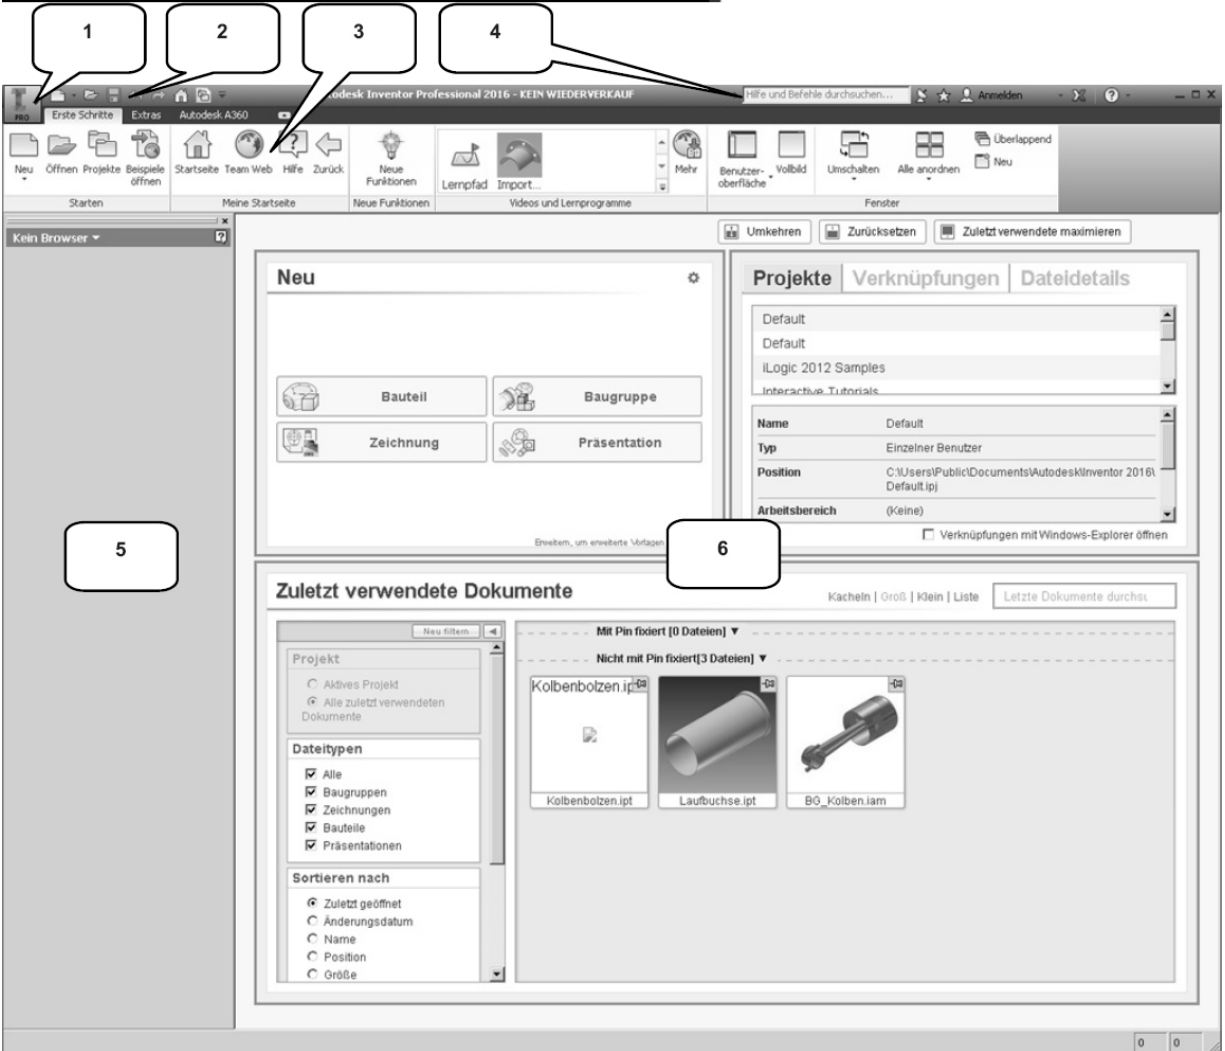 1
2
3
4
PRO
desk Inventor Professional 2016 - KEIN WIEDERVERKAUF
Hilfe und Befehle durchsuchen...
Anmelden
Erste Schritte Extras Autodesk A360
Neu Öffnen Projekte Beispiele öffnen
Startseite Team Web Hilfe Zurück
Neue Funktionen
Lernpfad Import... Mehr
Benutzer-oberfläche Vollbild
Umschalten Alle anordnen
Überlappend
Neu
Starten Meine Startseite Neue Funktionen Videos und Lernprogramme Fenster
Kein Browser
Umkehren Zurücksetzen Zuletzt verwendete maximieren
Neu
Bauteil Baugruppe
Zeichnung Präsentation
Erweitern, um erweiterte Vorlagen
Projekte Verknüpfungen Dateidetails
Default
Default
iLogic 2012 Samples
Interactive Tutorials
Name Default
Typ Einzelner Benutzer
Position C:\Users\Public\Documents\Autodesk\Inventor 2016\
Default.ipj
Arbeitsbereich (Keine)
Verknüpfungen mit Windows-Explorer öffnen
5
6
Zuletzt verwendete Dokumente
Kacheln | Groß | Klein | Liste
Letzte Dokumente durchsu
Neu filtern
Projekt
Aktives Projekt
Alle zuletzt verwendeten
Dokumente
Dateitypen
Alle
Baugruppen
Zeichnungen
Bauteile
Präsentationen
Sortieren nach
Zuletzt geöffnet
Änderungsdatum
Name
Position
Größe
Mit Pin fixiert [0 Dateien] ▼
Nicht mit Pin fixiert[3 Dateien] ▼
Kolbenbolzen.ip
Kolbenbolzen.ipt
Laufbuchse.ipt
BG_Kolben.iam
0 0